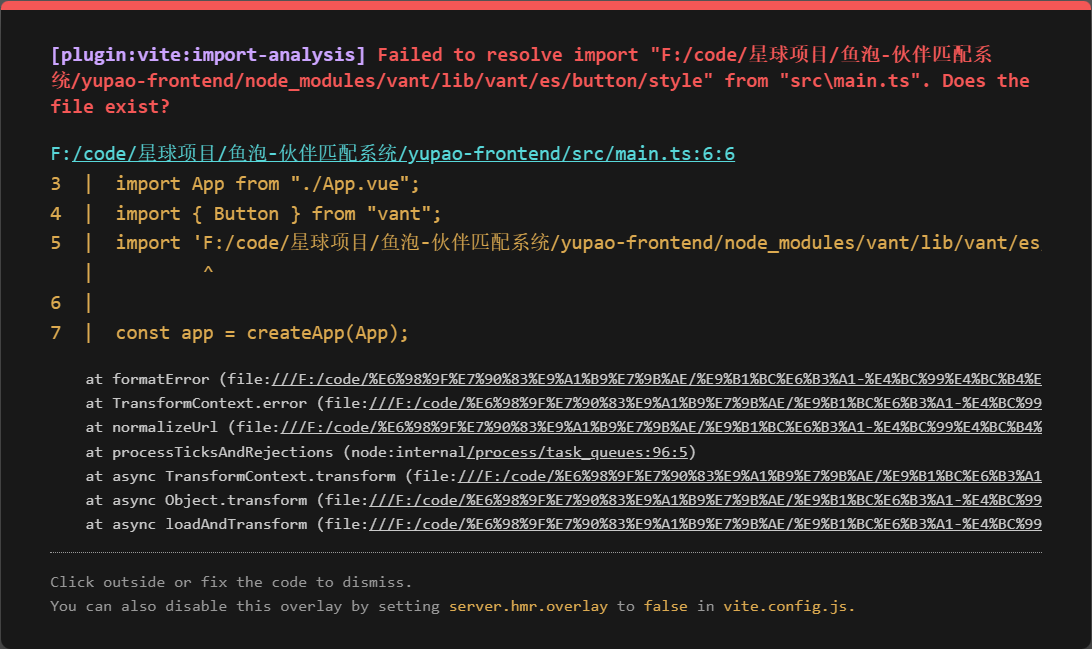 [plugin:vite:import-analysis] Failed to resolve import "F:/code/星球项目/鱼泡-伙伴匹配系
统/yupao-frontend/node_modules/vant/lib/vant/es/button/style" from "src\main.ts". Does the
file exist?
F:/code/星球项目/鱼泡-伙伴匹配系统/yupao-frontend/src/main.ts:6:6
3 | import App from "./App.vue";
4 | import { Button } from "vant";
5 | import 'F:/code/星球项目/鱼泡-伙伴匹配系统/yupao-frontend/node_modules/vant/lib/vant/es
| ^
6 |
7 | const app = createApp(App);
at formatError (file:///F:/code/%E6%98%9F%E7%90%83%E9%A1%B9%E7%9B%AE/%E9%B1%BC%E6%B3%A1-%E4%BC%99%E4%BC%B4%E
at TransformContext.error (file:///F:/code/%E6%98%9F%E7%90%83%E9%A1%B9%E7%9B%AE/%E9%B1%BC%E6%B3%A1-%E4%BC%99
at normalizeUrl (file:///F:/code/%E6%98%9F%E7%90%83%E9%A1%B9%E7%9B%AE/%E9%B1%BC%E6%B3%A1-%E4%BC%99%E4%BC%B4%
at processTicksAndRejections (node:internal/process/task_queues:96:5)
at async TransformContext.transform (file:///F:/code/%E6%98%9F%E7%90%83%E9%A1%B9%E7%9B%AE/%E9%B1%BC%E6%B3%A1
at async Object.transform (file:///F:/code/%E6%98%9F%E7%90%83%E9%A1%B9%E7%9B%AE/%E9%B1%BC%E6%B3%A1-%E4%BC%99
at async loadAndTransform (file:///F:/code/%E6%98%9F%E7%90%83%E9%A1%B9%E7%9B%AE/%E9%B1%BC%E6%B3%A1-%E4%BC%99
Click outside or fix the code to dismiss.
You can also disable this overlay by setting server.hmr.overlay to false in vite.config.js.